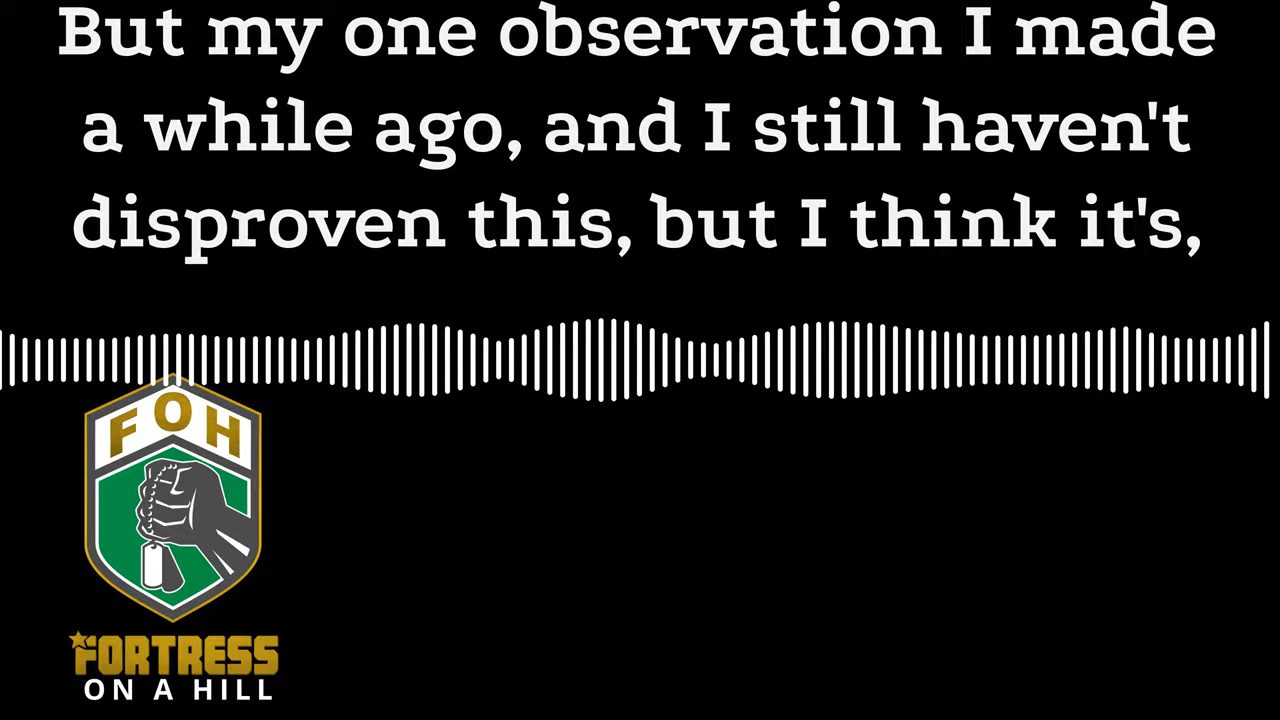 But my one observation I made
a while ago, and I still haven't
disproven this, but I think it's,
FOH
FORTRESS
ON A HILL